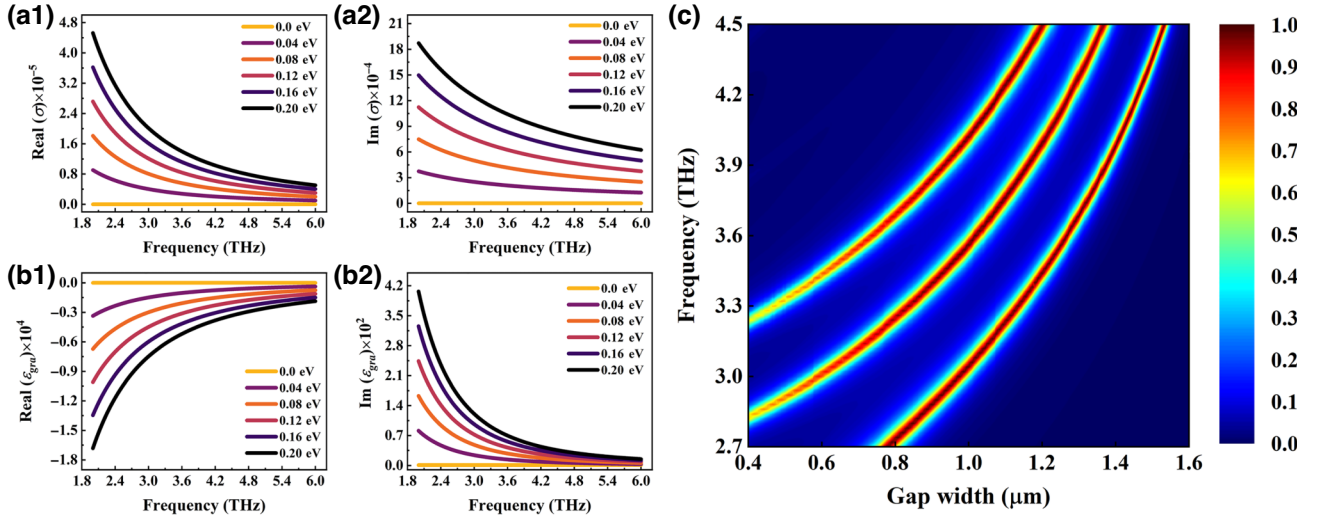 (a1)
Real (σ)×10⁻⁵
4.8
4.0
3.2
2.4
1.6
0.8
0.0
0.0 eV
0.04 eV
0.08 eV
0.12 eV
0.16 eV
0.20 eV
1.8 2.4 3.0 3.6 4.2 4.8 5.4 6.0
Frequency (THz)
(a2)
Im (σ)×10⁻⁴
21
18
15
12
9
6
3
0
0.0 eV
0.04 eV
0.08 eV
0.12 eV
0.16 eV
0.20 eV
1.8 2.4 3.0 3.6 4.2 4.8 5.4 6.0
Frequency (THz)
(b1)
Real (ε_gra)×10⁴
0.0
−0.3
−0.6
−0.9
−1.2
−1.5
−1.8
0.0 eV
0.04 eV
0.08 eV
0.12 eV
0.16 eV
0.20 eV
1.8 2.4 3.0 3.6 4.2 4.8 5.4 6.0
Frequency (THz)
(b2)
Im (ε_gra)×10²
4.2
3.5
2.8
2.1
1.4
0.7
0.0
0.0 eV
0.04 eV
0.08 eV
0.12 eV
0.16 eV
0.20 eV
1.8 2.4 3.0 3.6 4.2 4.8 5.4 6.0
Frequency (THz)
(c)
Frequency (THz)
4.5
4.2
3.9
3.6
3.3
3.0
2.7
0.4 0.6 0.8 1.0 1.2 1.4 1.6
Gap width (μm)
1.0
0.9
0.8
0.7
0.6
0.5
0.4
0.3
0.2
0.1
0.0